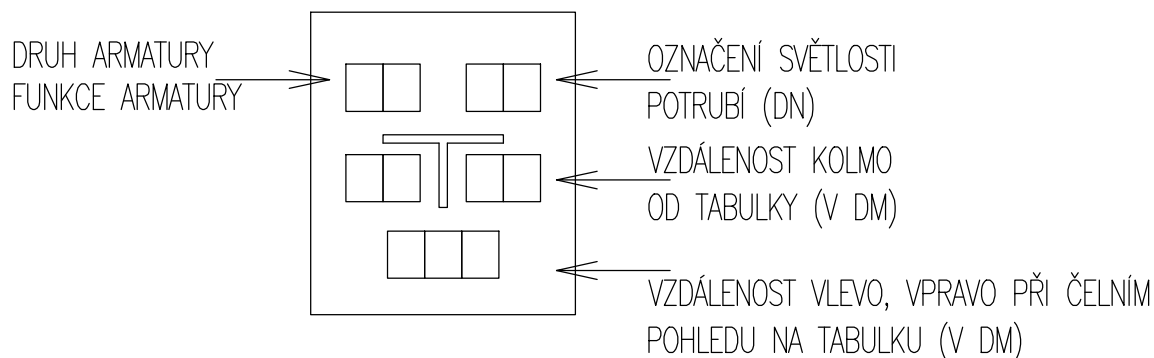 DRUH ARMATURY
FUNKCE ARMATURY
OZNAČENÍ SVĚTLOSTI
POTRUBÍ (DN)
VZDÁLENOST KOLMO
OD TABULKY (V DM)
VZDÁLENOST VLEVO, VPRAVO PŘI ČELNÍM
POHLEDU NA TABULKU (V DM)